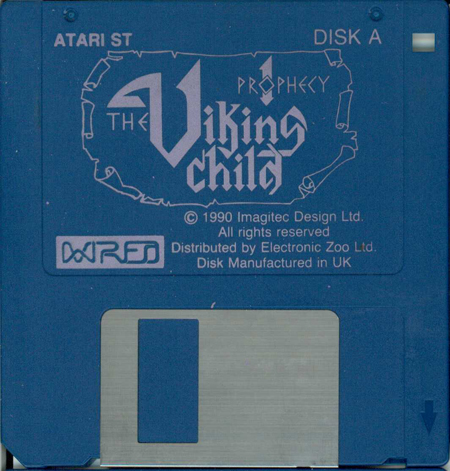 ATARI ST
DISK A
PROPHECY 1
THE Viking
child
© 1990 Imagitec Design Ltd.
All rights reserved
WIRED
Distributed by Electronic Zoo Ltd.
Disk Manufactured in UK